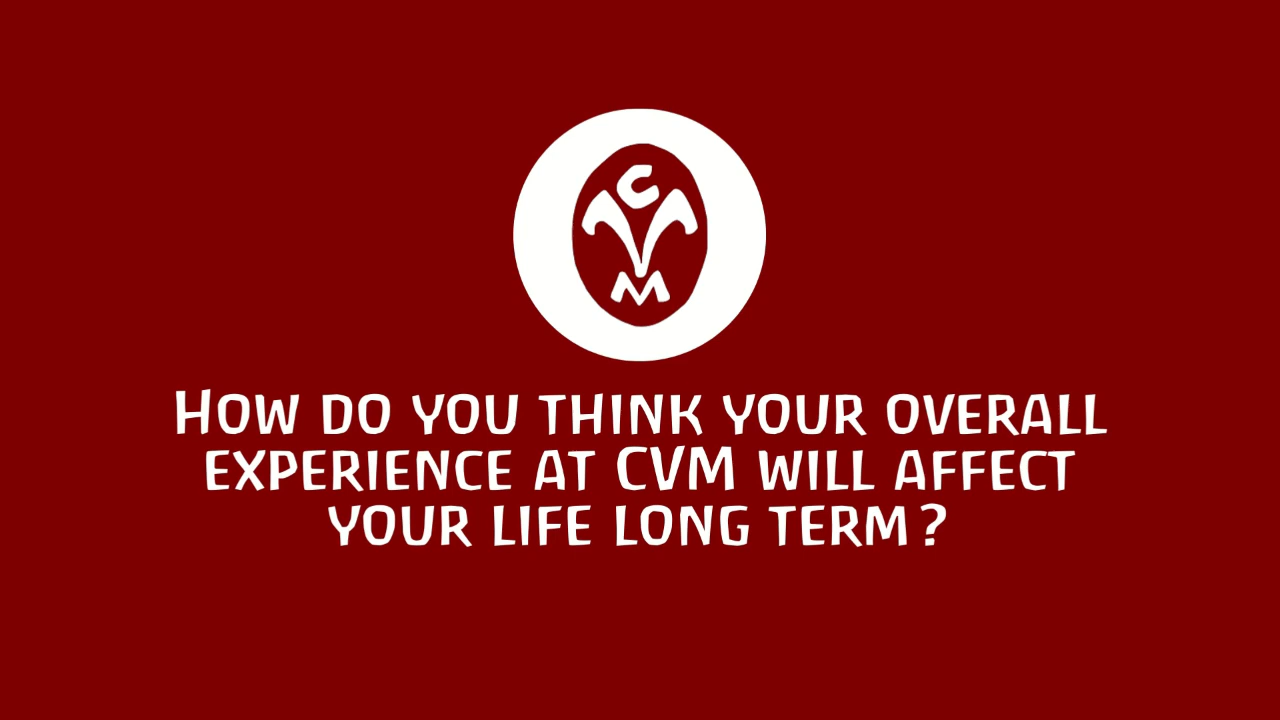 C
V
M
How do you think your overall
experience at CVM will affect
your life long term?